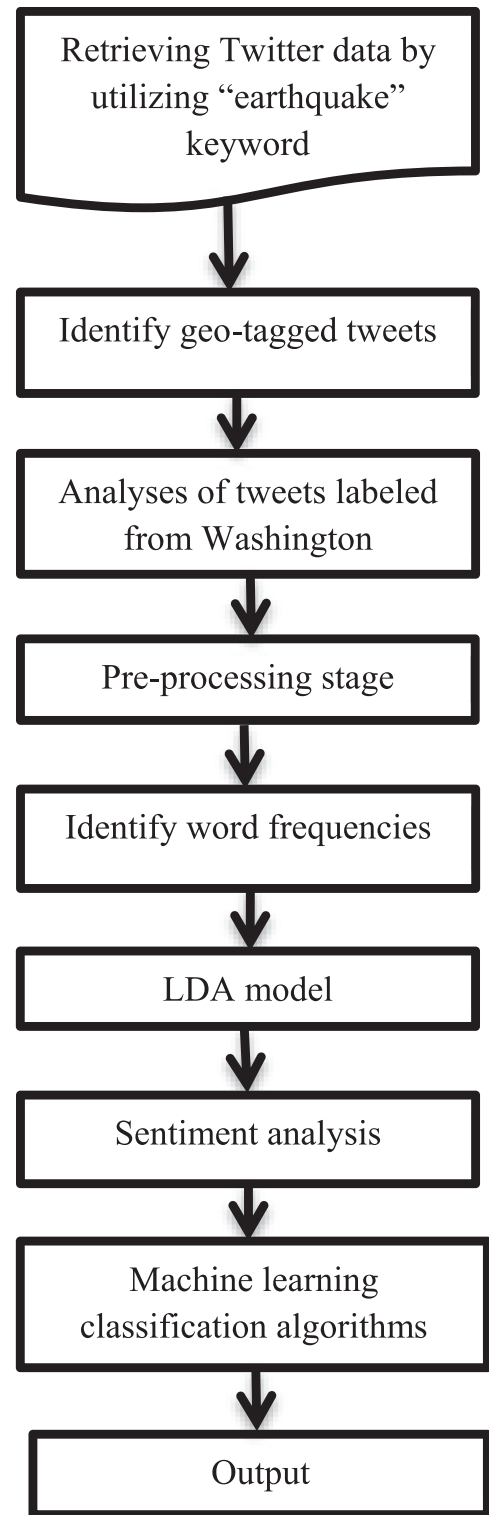 Retrieving Twitter data by
utilizing “earthquake”
keyword
Identify geo-tagged tweets
Analyses of tweets labeled
from Washington
Pre-processing stage
Identify word frequencies
LDA model
Sentiment analysis
Machine learning
classification algorithms
Output